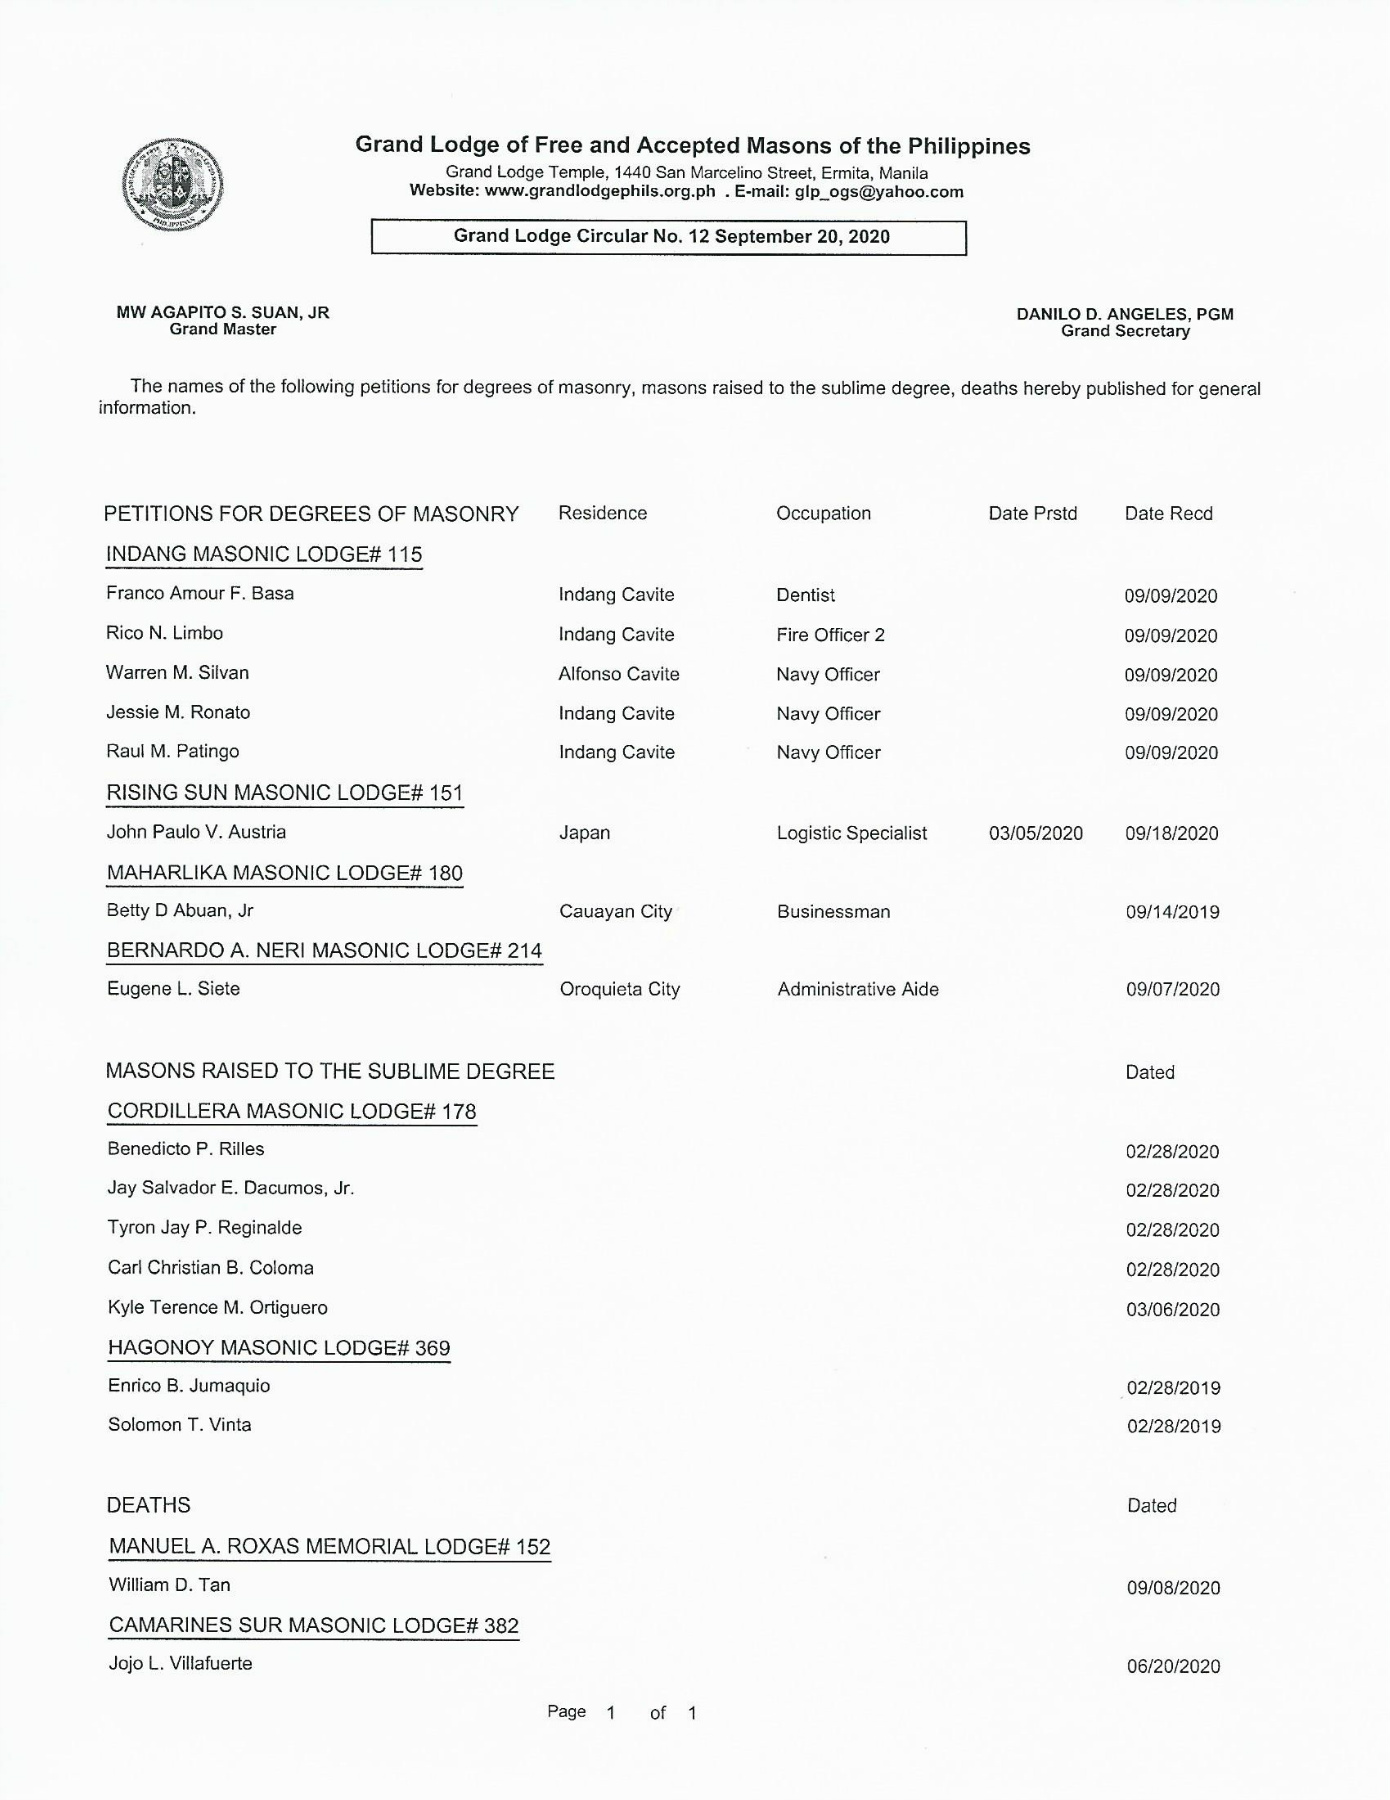 Grand Lodge of Free and Accepted Masons of the Philippines
Grand Lodge Temple, 1440 San Marcelino Street, Ermita, Manila
Website: www.grandlodgephils.org.ph . E-mail: glp_ogs@yahoo.com
Grand Lodge Circular No. 12 September 20, 2020
MW AGAPITO S. SUAN, JR DANILO D. ANGELES, PGM
Grand Master Grand Secretary
The names of the following petitions for degrees of masonry, masons raised to the sublime degree, deaths hereby published for general
information.
PETITIONS FOR DEGREES OF MASONRY Residence Occupation Date Prstd Date Recd
INDANG MASONIC LODGE# 115
Franco Amour F. Basa Indang Cavite Dentist 09/09/2020
Rico N. Limbo Indang Cavite Fire Officer 2 09/09/2020
Warren M. Silvan Alfonso Cavite Navy Officer 09/09/2020
Jessie M. Ronato Indang Cavite Navy Officer 09/09/2020
Raul M. Patingo Indang Cavite Navy Officer 09/09/2020
RISING SUN MASONIC LODGE# 151
John Paulo V. Austria Japan Logistic Specialist 03/05/2020 09/18/2020
MAHARLIKA MASONIC LODGE# 180
Betty D Abuan, Jr Cauayan City Businessman 09/14/2019
BERNARDO A. NERI MASONIC LODGE# 214
Eugene L. Siete Oroquieta City Administrative Aide 09/07/2020
MASONS RAISED TO THE SUBLIME DEGREE Dated
CORDILLERA MASONIC LODGE# 178
Benedicto P. Rilles 02/28/2020
Jay Salvador E. Dacumos, Jr. 02/28/2020
Tyron Jay P. Reginalde 02/28/2020
Carl Christian B. Coloma 02/28/2020
Kyle Terence M. Ortiguero 03/06/2020
HAGONOY MASONIC LODGE# 369
Enrico B. Jumaquio 02/28/2019
Solomon T. Vinta 02/28/2019
DEATHS Dated
MANUEL A. ROXAS MEMORIAL LODGE# 152
William D. Tan 09/08/2020
CAMARINES SUR MASONIC LODGE# 382
Jojo L. Villafuerte 06/20/2020
Page 1 of 1